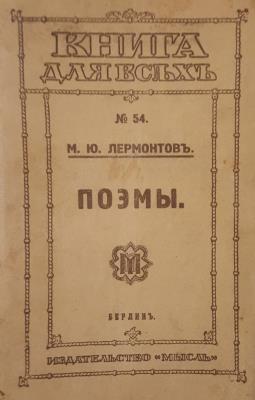 КНИГА
ДЛЯ ВСѢХЪ
№ 54.
М. Ю. ЛЕРМОНТОВЪ.
ПОЭМЫ.
М
БЕРЛИНЪ.
ИЗДАТЕЛЬСТВО «МЫСЛЬ»